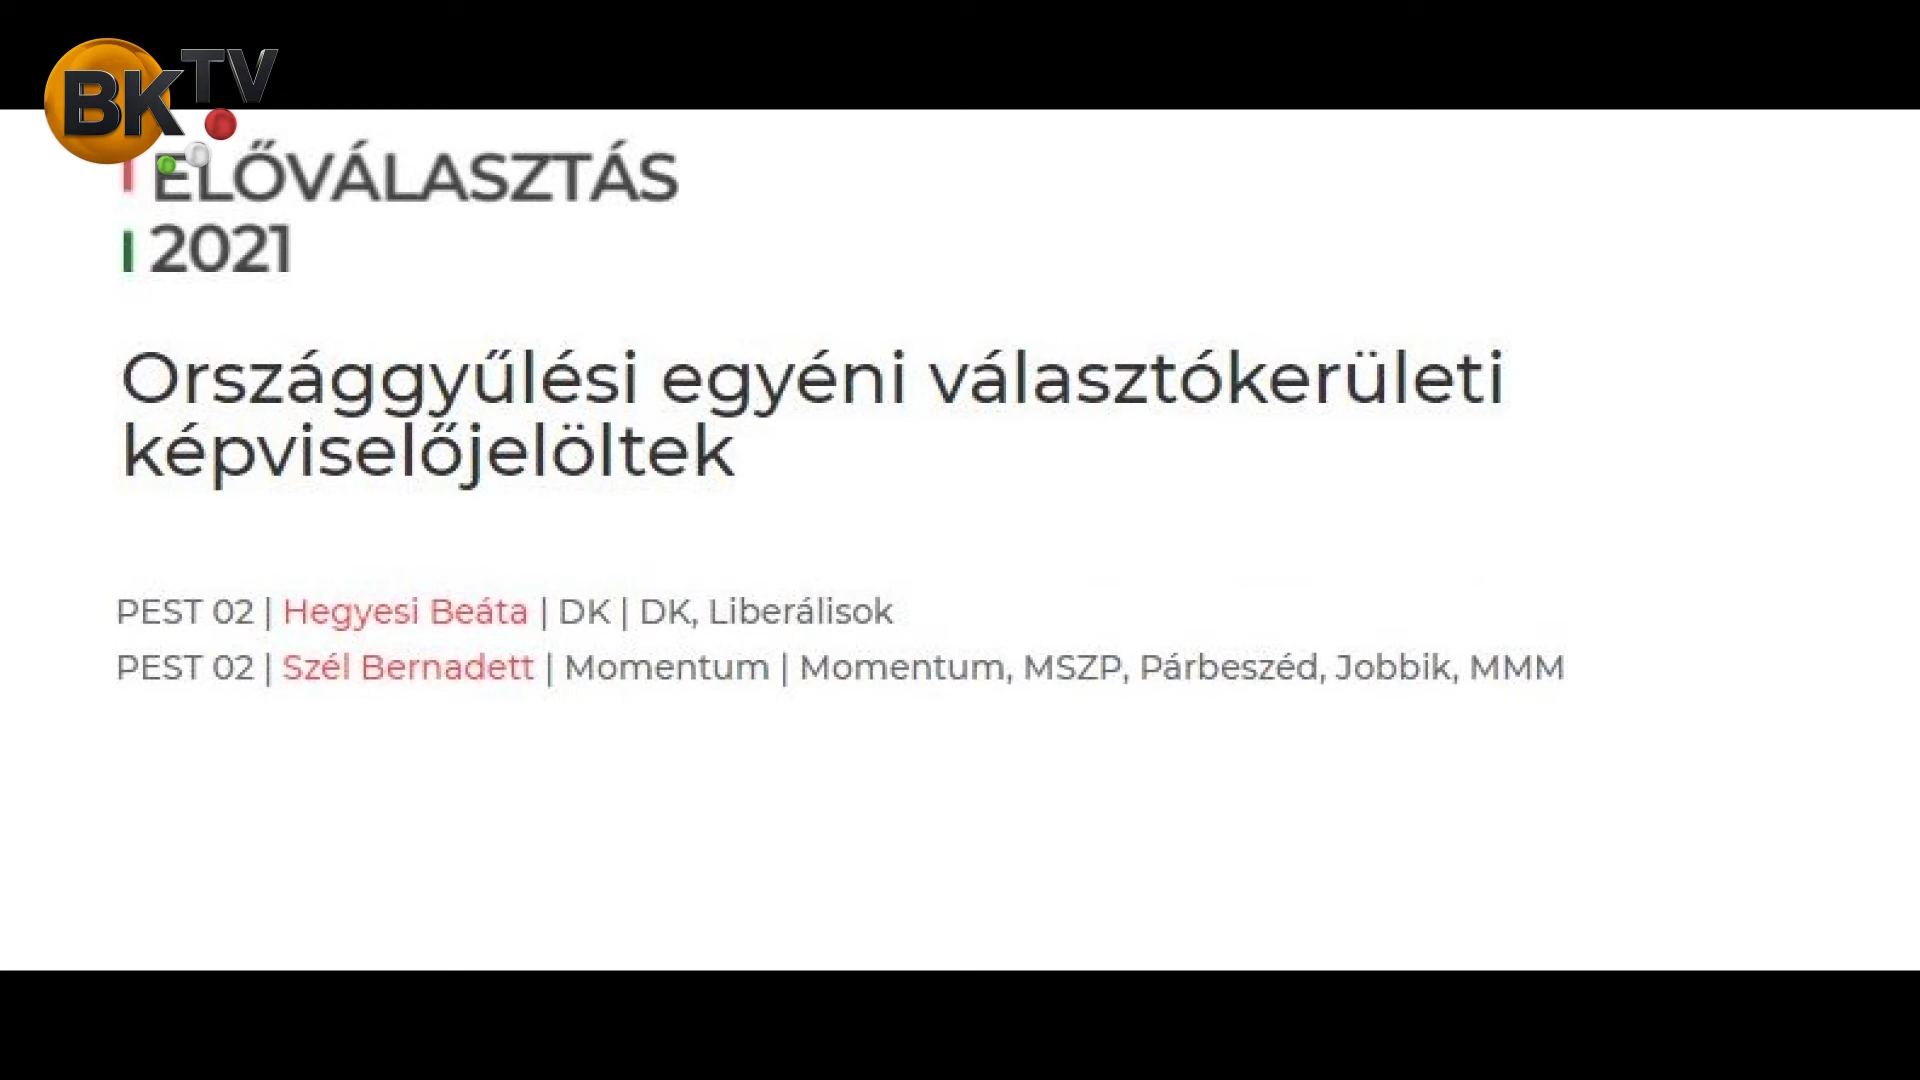 BKTV
ELŐVÁLASZTÁS
2021
Országgyűlési egyéni választókerületi
képviselőjelöltek
PEST 02 | Hegyesi Beáta | DK | DK, Liberálisok
PEST 02 | Szél Bernadett | Momentum | Momentum, MSZP, Párbeszéd, Jobbik, MMM